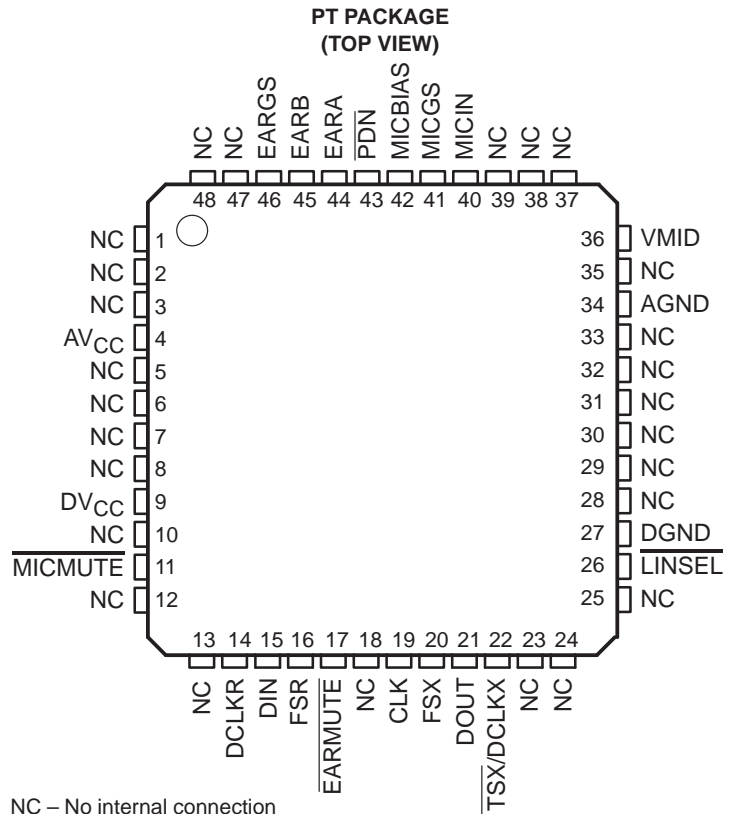 PT PACKAGE
(TOP VIEW)
NC
NC
EARGS
EARB
EARA
PDN
MICBIAS
MICGS
MICIN
NC
NC
NC
48 47 46 45 44 43 42 41 40 39 38 37
NC 1
NC 2
NC 3
AVCC 4
NC 5
NC 6
NC 7
NC 8
DVCC 9
NC 10
MICMUTE 11
NC 12
36 VMID
35 NC
34 AGND
33 NC
32 NC
31 NC
30 NC
29 NC
28 NC
27 DGND
26 LINSEL
25 NC
13 14 15 16 17 18 19 20 21 22 23 24
NC
DCLKR
DIN
FSR
EARMUTE
NC
CLK
FSX
DOUT
TSX/DCLKX
NC
NC
NC – No internal connection